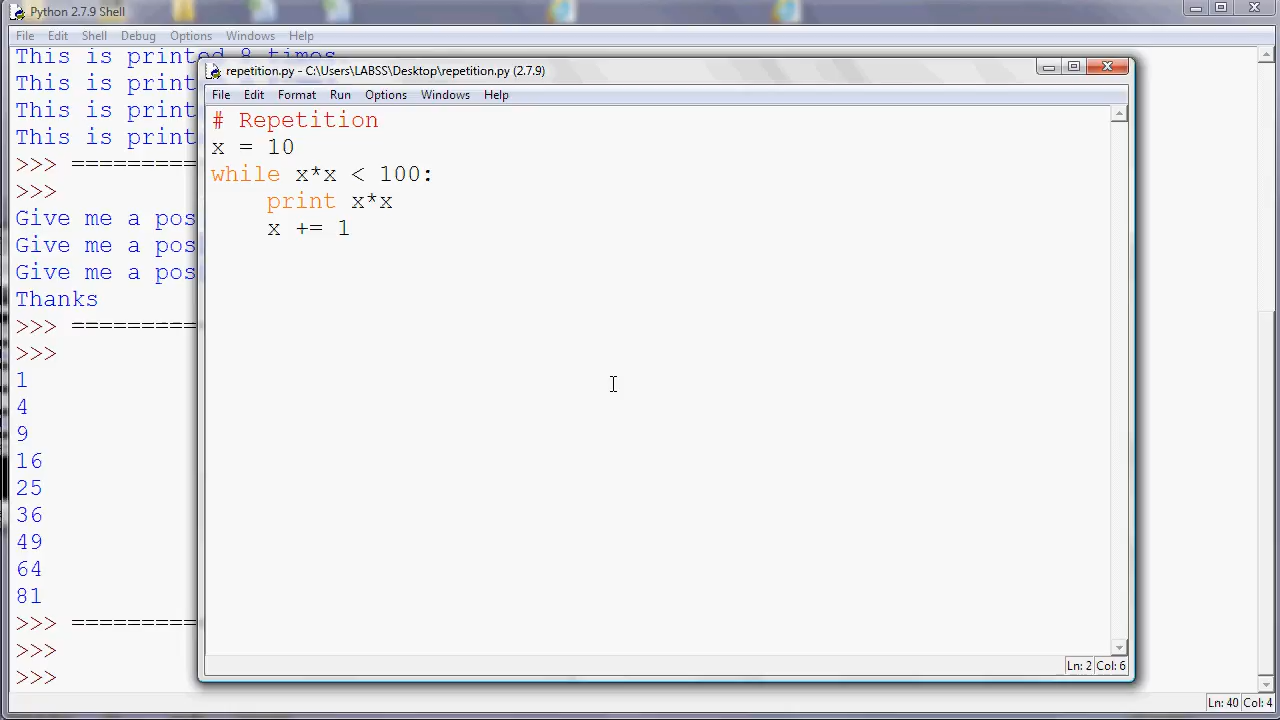 Python 2.7.9 Shell
File Edit Shell Debug Options Windows Help
This is printed 8 times
This is print
This is print
This is print
>>> =========
>>>
Give me a pos
Give me a pos
Give me a pos
Thanks
>>> =========
>>>
1
4
9
16
25
36
49
64
81
>>> =========
>>>
>>>
Ln: 40 Col: 4
repetition.py - C:\Users\LABSS\Desktop\repetition.py (2.7.9)
File Edit Format Run Options Windows Help
# Repetition
x = 10
while x*x < 100:
    print x*x
    x += 1
Ln: 2 Col: 6